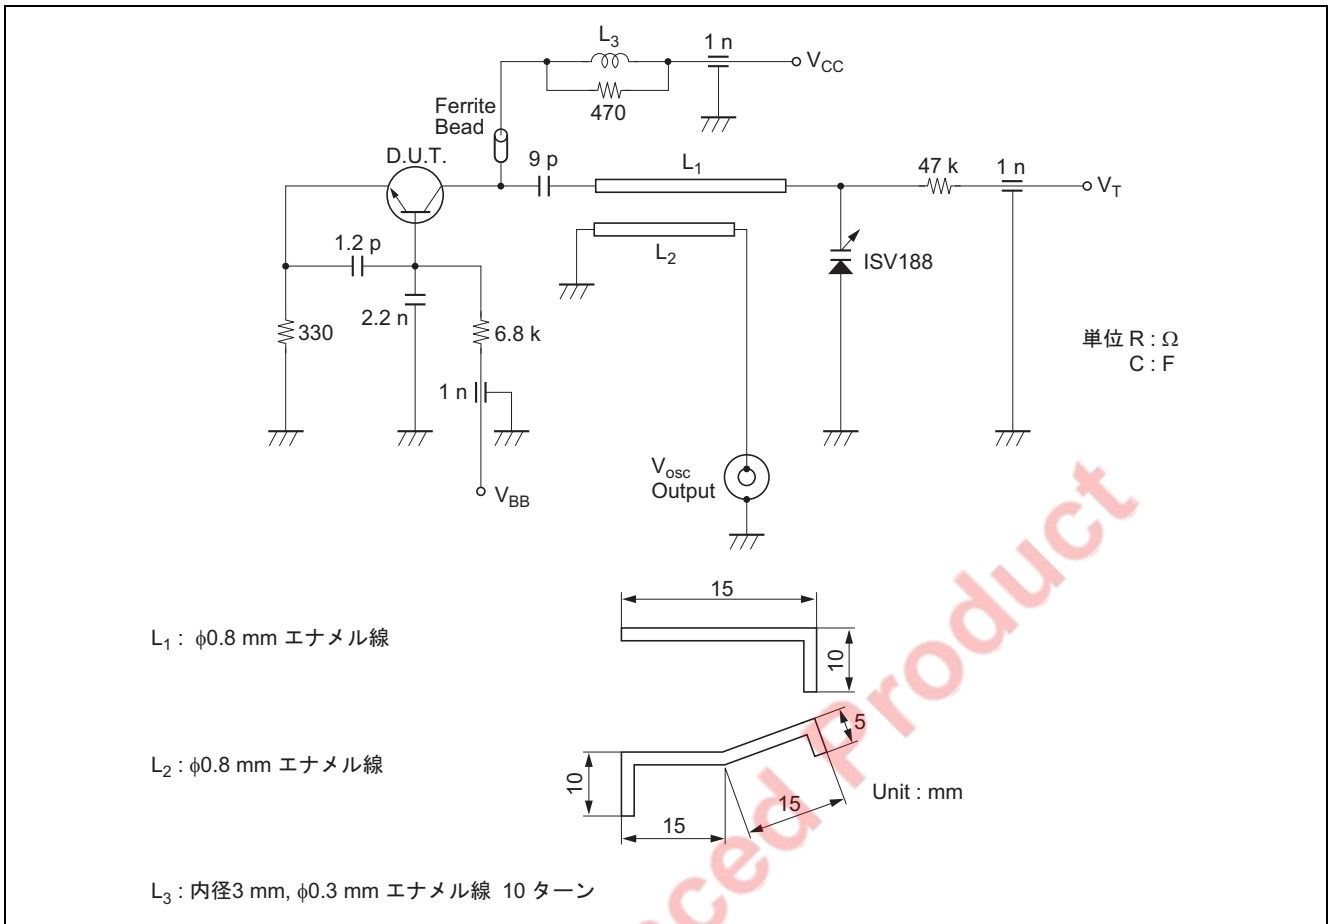 L3
1 n
VCC
470
Ferrite
Bead
D.U.T.
9 p
L1
47 k
1 n
VT
L2
1.2 p
ISV188
2.2 n
330
6.8 k
単位 R : Ω
C : F
1 n
Vosc
Output
VBB
15
L1 : φ0.8 mm エナメル線
10
5
L2 : φ0.8 mm エナメル線
10
15
15
Unit : mm
L3 : 内径3 mm, φ0.3 mm エナメル線 10 ターン
ced Product